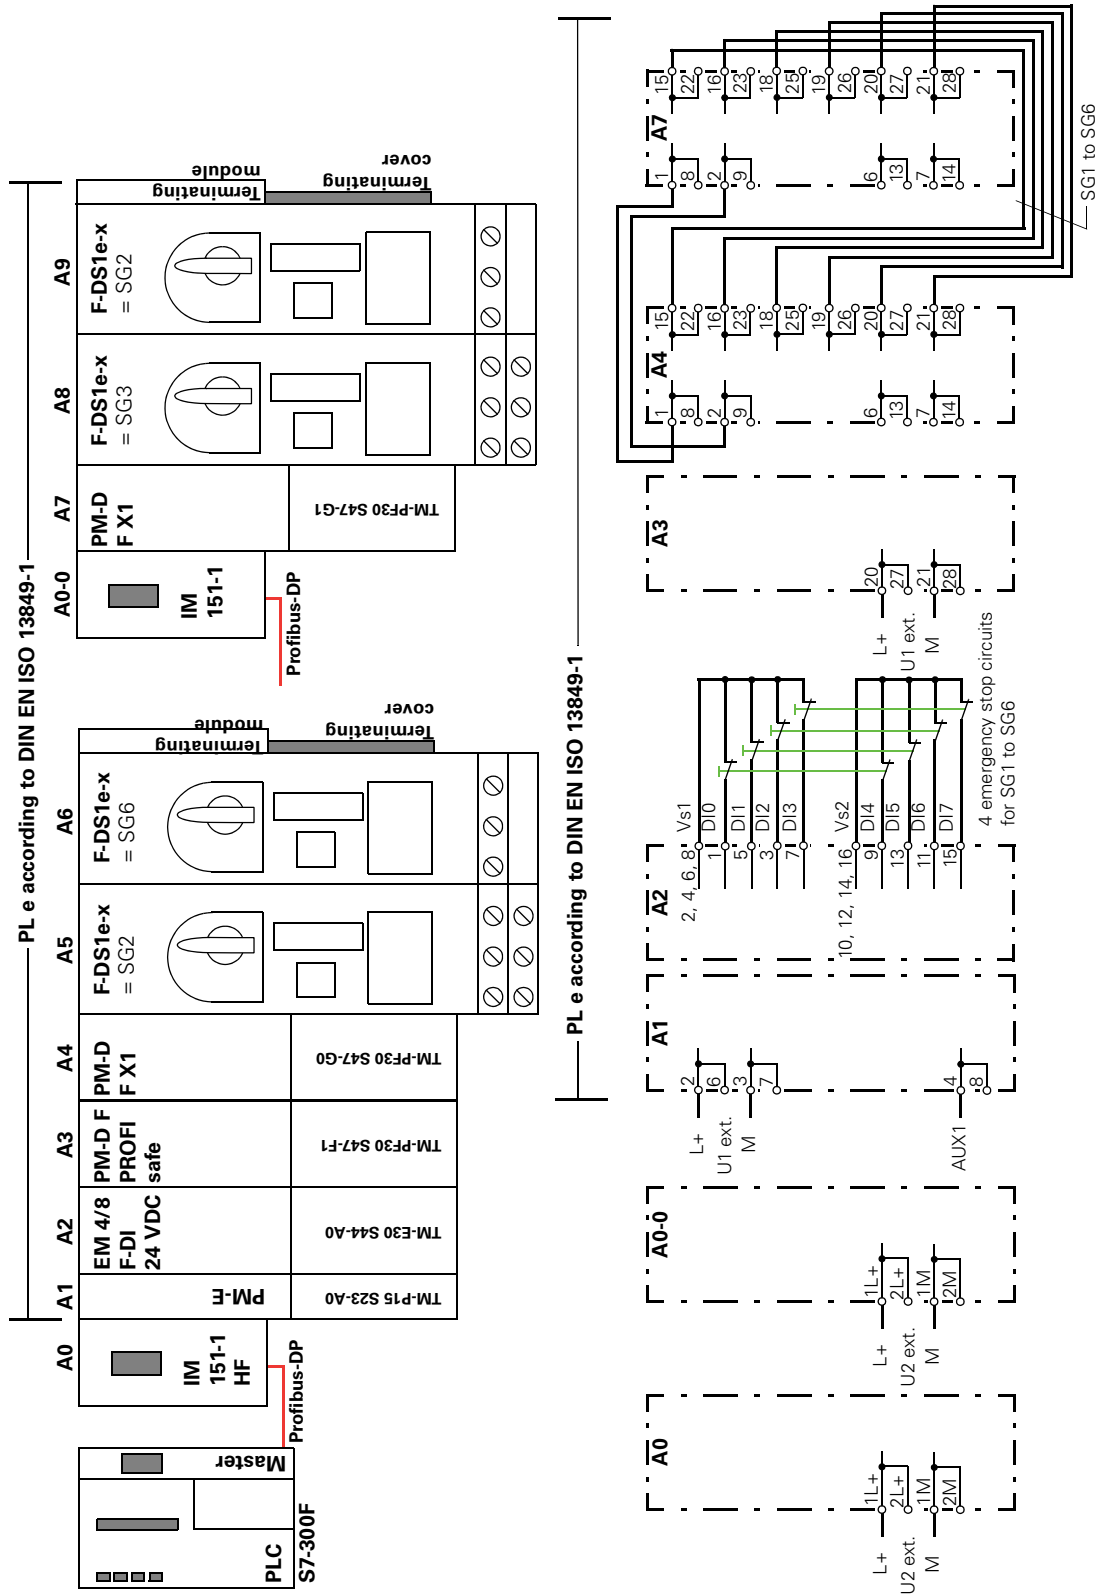 PL e according to DIN EN ISO 13849-1
A0
A1
A2
A3
A4
A5
A6
A0-0
A7
A8
A9
PLC
S7-300F
Master
Profibus-DP
IM
151-1
HF
PM-E
TM-P15 S23-A0
EM 4/8
F-DI
24 VDC
TM-E30 S44-A0
PM-D F
PROFI
safe
TM-PF30 S47-F1
PM-D
F X1
TM-PF30 S47-G0
F-DS1e-x
= SG2
F-DS1e-x
= SG6
Terminating
module
Terminating
cover
Profibus-DP
IM
151-1
PM-D
F X1
TM-PF30 S47-G1
F-DS1e-x
= SG3
F-DS1e-x
= SG2
Terminating
module
Terminating
cover
PL e according to DIN EN ISO 13849-1
A0
1L+
2L+
1M
2M
L+
U2 ext.
M
A0-0
1L+
2L+
1M
2M
L+
U2 ext.
M
A1
2
6
3
7
4
8
L+
U1 ext.
M
AUX1
A2
2, 4, 6, 8
1
5
3
7
10, 12, 14, 16
9
13
11
15
Vs1
DI0
DI1
DI2
DI3
Vs2
DI4
DI5
DI6
DI7
4 emergency stop circuits
for SG1 to SG6
A3
20
27
21
28
L+
U1 ext.
M
A4
1
8
2
9
6
13
7
14
15
22
16
23
18
25
19
26
20
27
21
28
A7
1
8
2
9
6
13
7
14
15
22
16
23
18
25
19
26
20
27
21
28
SG1 to SG6